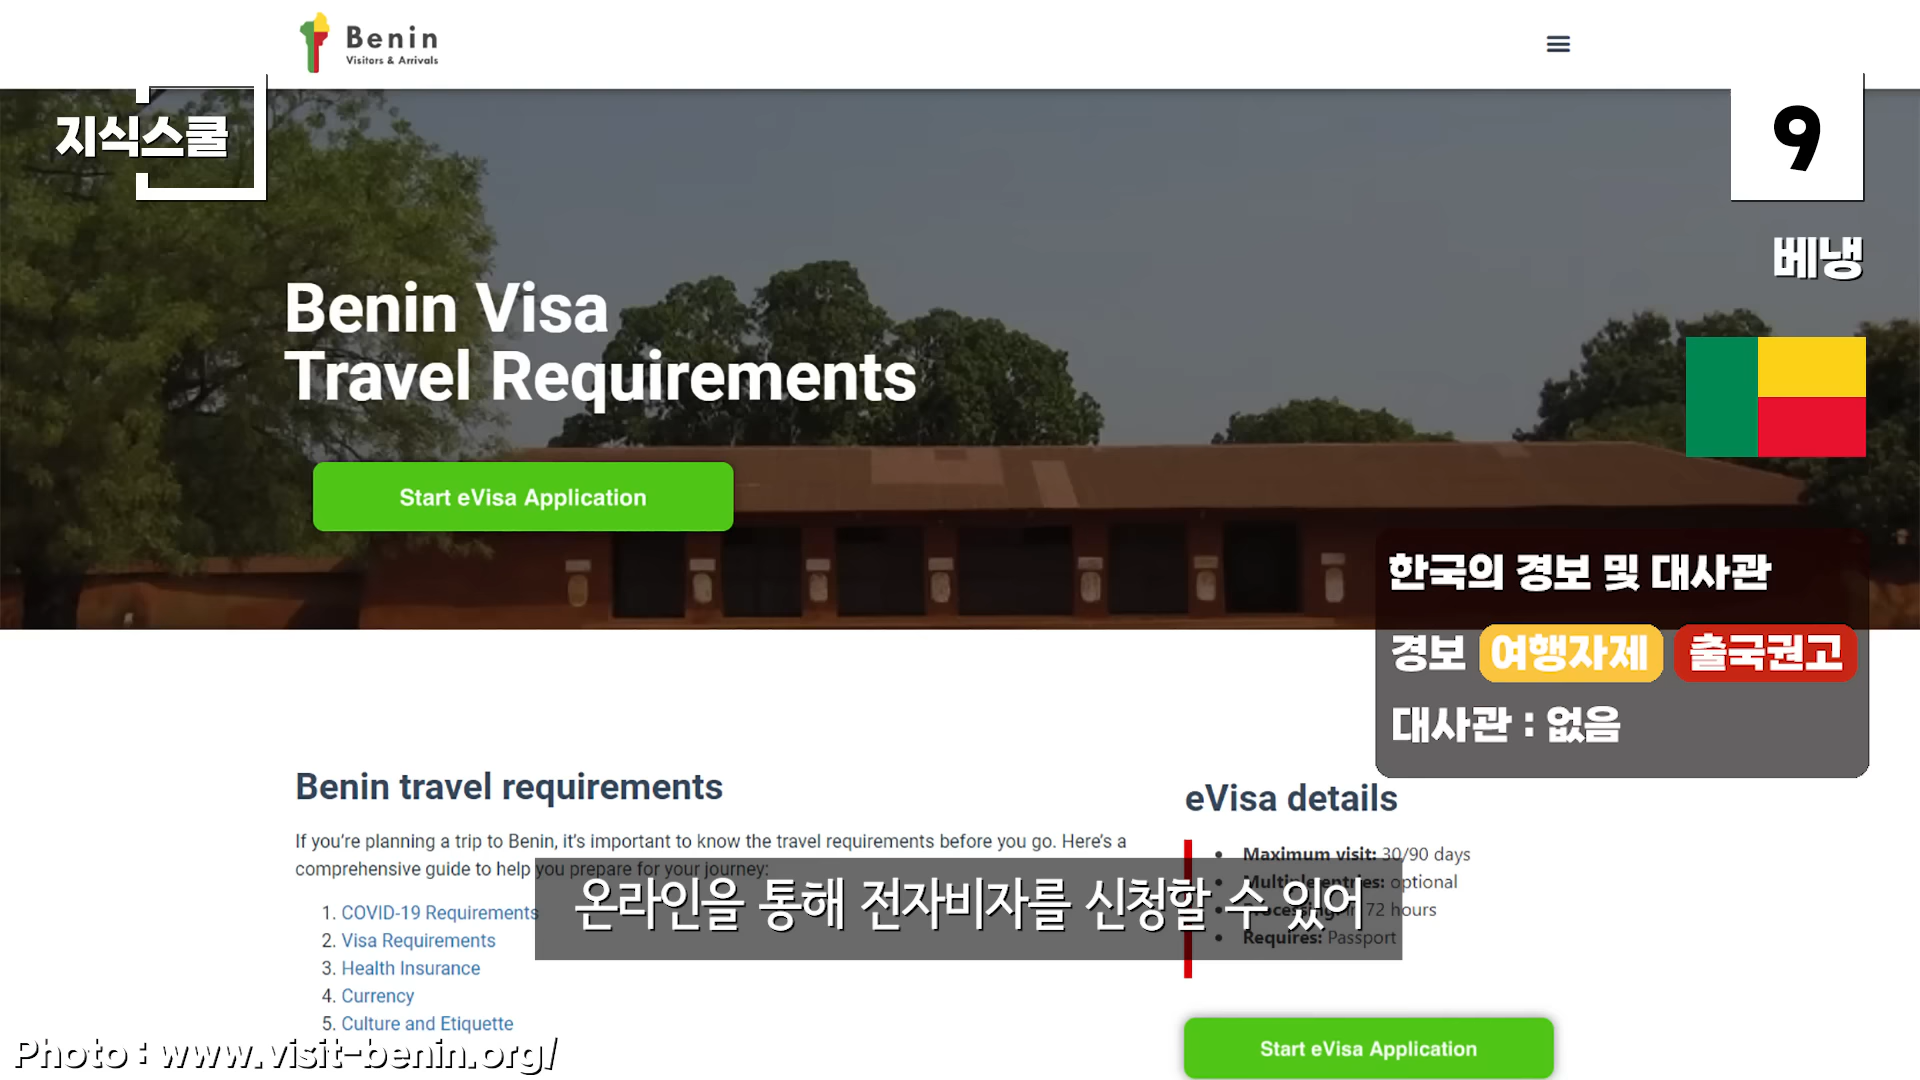 Benin
Visitors & Arrivals
지식스쿨
9
베냉
Benin Visa
Travel Requirements
Start eVisa Application
한국의 경보 및 대사관
경보 여행자제 출국권고
대사관 : 없음
Benin travel requirements
If you're planning a trip to Benin, it's important to know the travel requirements before you go. Here's a
comprehensive guide to help you prepare for your journey:
1. COVID-19 Requirements
2. Visa Requirements
3. Health Insurance
4. Currency
5. Culture and Etiquette
eVisa details
Maximum visit: 30/90 days
Multiple entries: optional
Processing: in 72 hours
Requires: Passport
Start eVisa Application
온라인을 통해 전자비자를 신청할 수 있어
Photo : www.visit-benin.org/